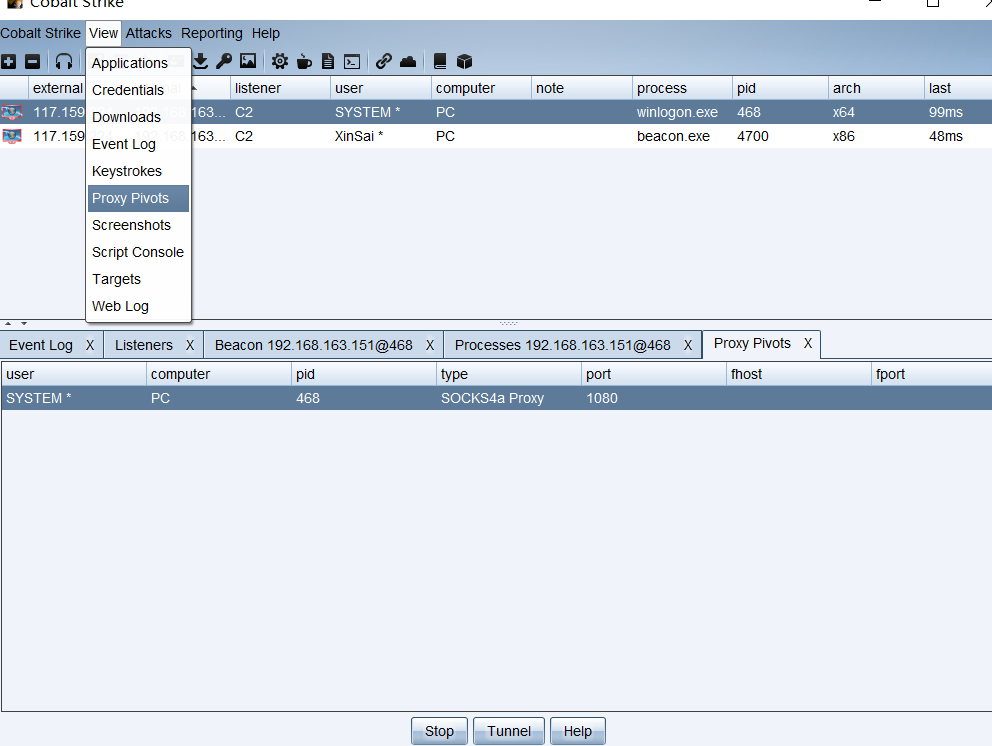 Cobalt Strike
Cobalt Strike View Attacks Reporting Help
Applications
Credentials
Downloads
Event Log
Keystrokes
Proxy Pivots
Screenshots
Script Console
Targets
Web Log
external listener user computer note process pid arch last
117.159 163... C2 SYSTEM * PC winlogon.exe 468 x64 99ms
117.159 163... C2 XinSai * PC beacon.exe 4700 x86 48ms
Event Log X Listeners X Beacon 192.168.163.151@468 X Processes 192.168.163.151@468 X Proxy Pivots X
user computer pid type port fhost fport
SYSTEM * PC 468 SOCKS4a Proxy 1080
Stop Tunnel Help